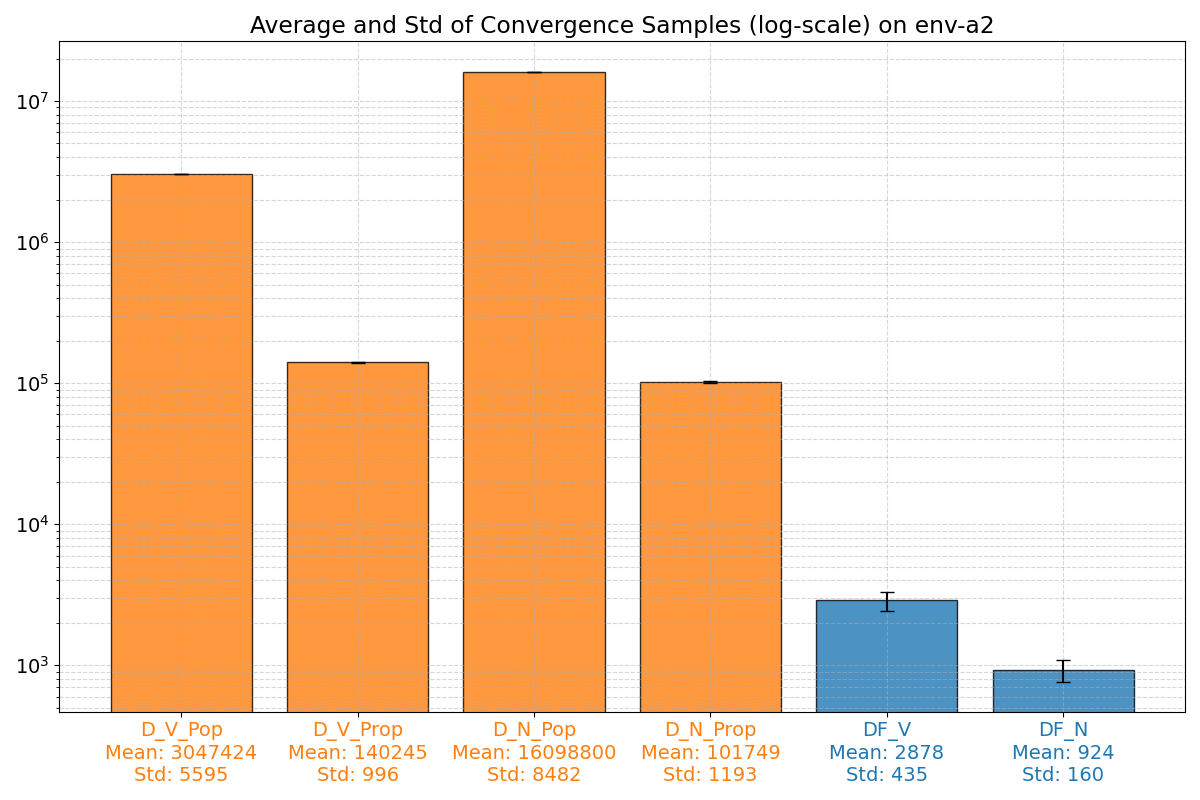 Average and Std of Convergence Samples (log-scale) on env-a2
10⁷
10⁶
10⁵
10⁴
10³
D_V_Pop
Mean: 3047424
Std: 5595
D_V_Prop
Mean: 140245
Std: 996
D_N_Pop
Mean: 16098800
Std: 8482
D_N_Prop
Mean: 101749
Std: 1193
DF_V
Mean: 2878
Std: 435
DF_N
Mean: 924
Std: 160